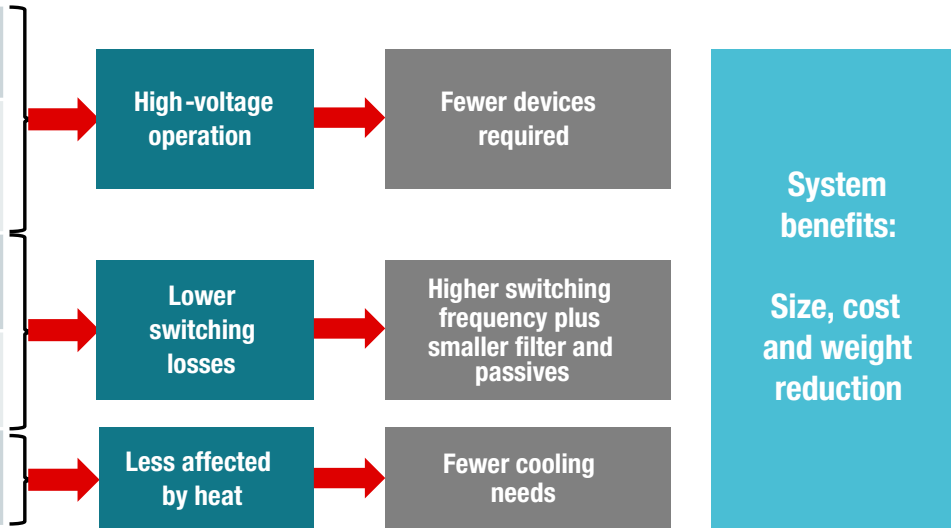 High-voltage
operation
Fewer devices
required
System
benefits:
Size, cost
and weight
reduction
Lower
switching
losses
Higher switching
frequency plus
smaller filter and
passives
Less affected
by heat
Fewer cooling
needs